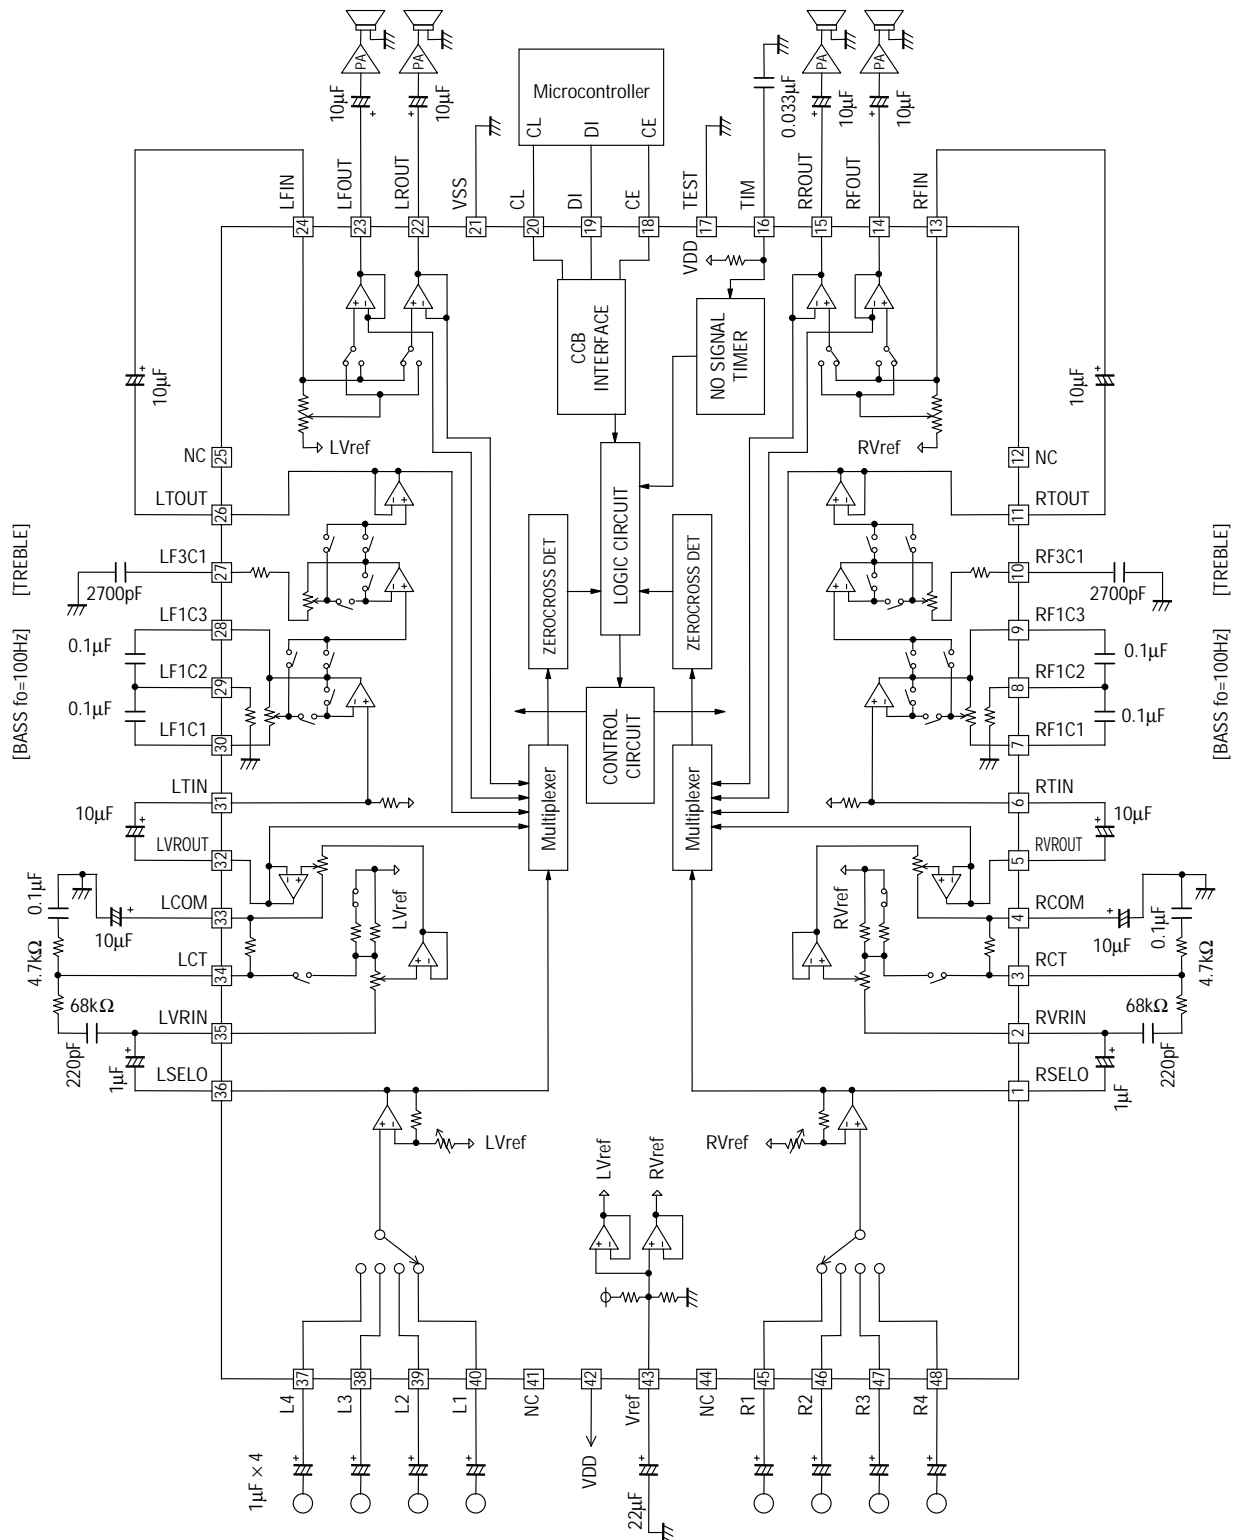 PA
PA
PA
PA
10µF
10µF
Microcontroller
CL
DI
CE
0.033µF
10µF
10µF
LFIN
LFOUT
LROUT
VSS
CL
DI
CE
TEST
TIM
RROUT
RFOUT
RFIN
24
23
22
21
20
19
18
17
16
15
14
13
VDD
CCB
INTERFACE
NO SIGNAL
TIMER
10µF
10µF
LVref
RVref
NC
25
12
NC
LTOUT
26
11
RTOUT
[TREBLE]
LF3C1
27
2700pF
10
RF3C1
2700pF
[TREBLE]
ZEROCROSS DET
LOGIC CIRCUIT
ZEROCROSS DET
[BASS fo=100Hz]
LF1C3
28
0.1µF
9
RF1C3
0.1µF
[BASS fo=100Hz]
LF1C2
29
0.1µF
8
RF1C2
0.1µF
LF1C1
30
7
RF1C1
CONTROL
CIRCUIT
Multiplexer
Multiplexer
LTIN
31
10µF
6
RTIN
10µF
LVROUT
32
5
RVROUT
0.1µF
LCOM
33
10µF
LVref
RVref
4
RCOM
10µF
0.1µF
4.7kΩ
LCT
34
3
RCT
4.7kΩ
68kΩ
LVRIN
35
2
RVRIN
68kΩ
220pF
1µF
LSELO
36
1
RSELO
1µF
220pF
LVref
RVref
LVref
RVref
37
38
39
40
41
42
43
44
45
46
47
48
L4
L3
L2
L1
NC
VDD
Vref
NC
R1
R2
R3
R4
1µF × 4
22µF